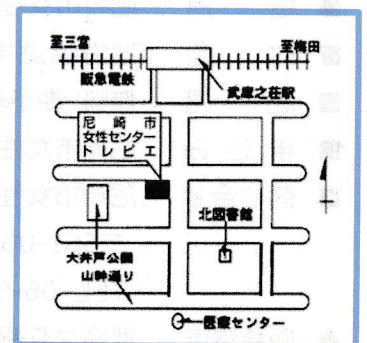 至三宮
至梅田
阪急電鉄
武庫之荘駅
尼崎市
女性センター
トレピエ
北図書館
大井戸公園
山幹通り
医療センター